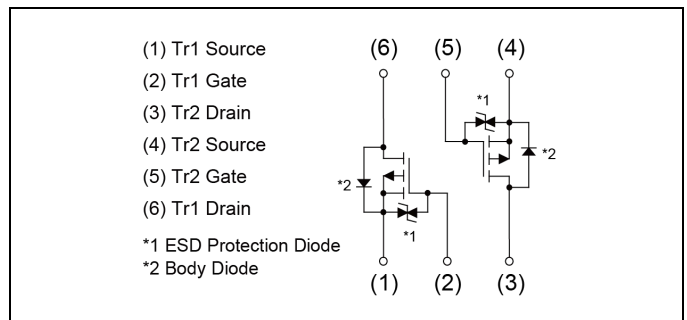 (1) Tr1 Source
(2) Tr1 Gate
(3) Tr2 Drain
(4) Tr2 Source
(5) Tr2 Gate
(6) Tr1 Drain
*1 ESD Protection Diode
*2 Body Diode
(6) (5) (4)
*1
*2
*2
*1
(1) (2) (3)